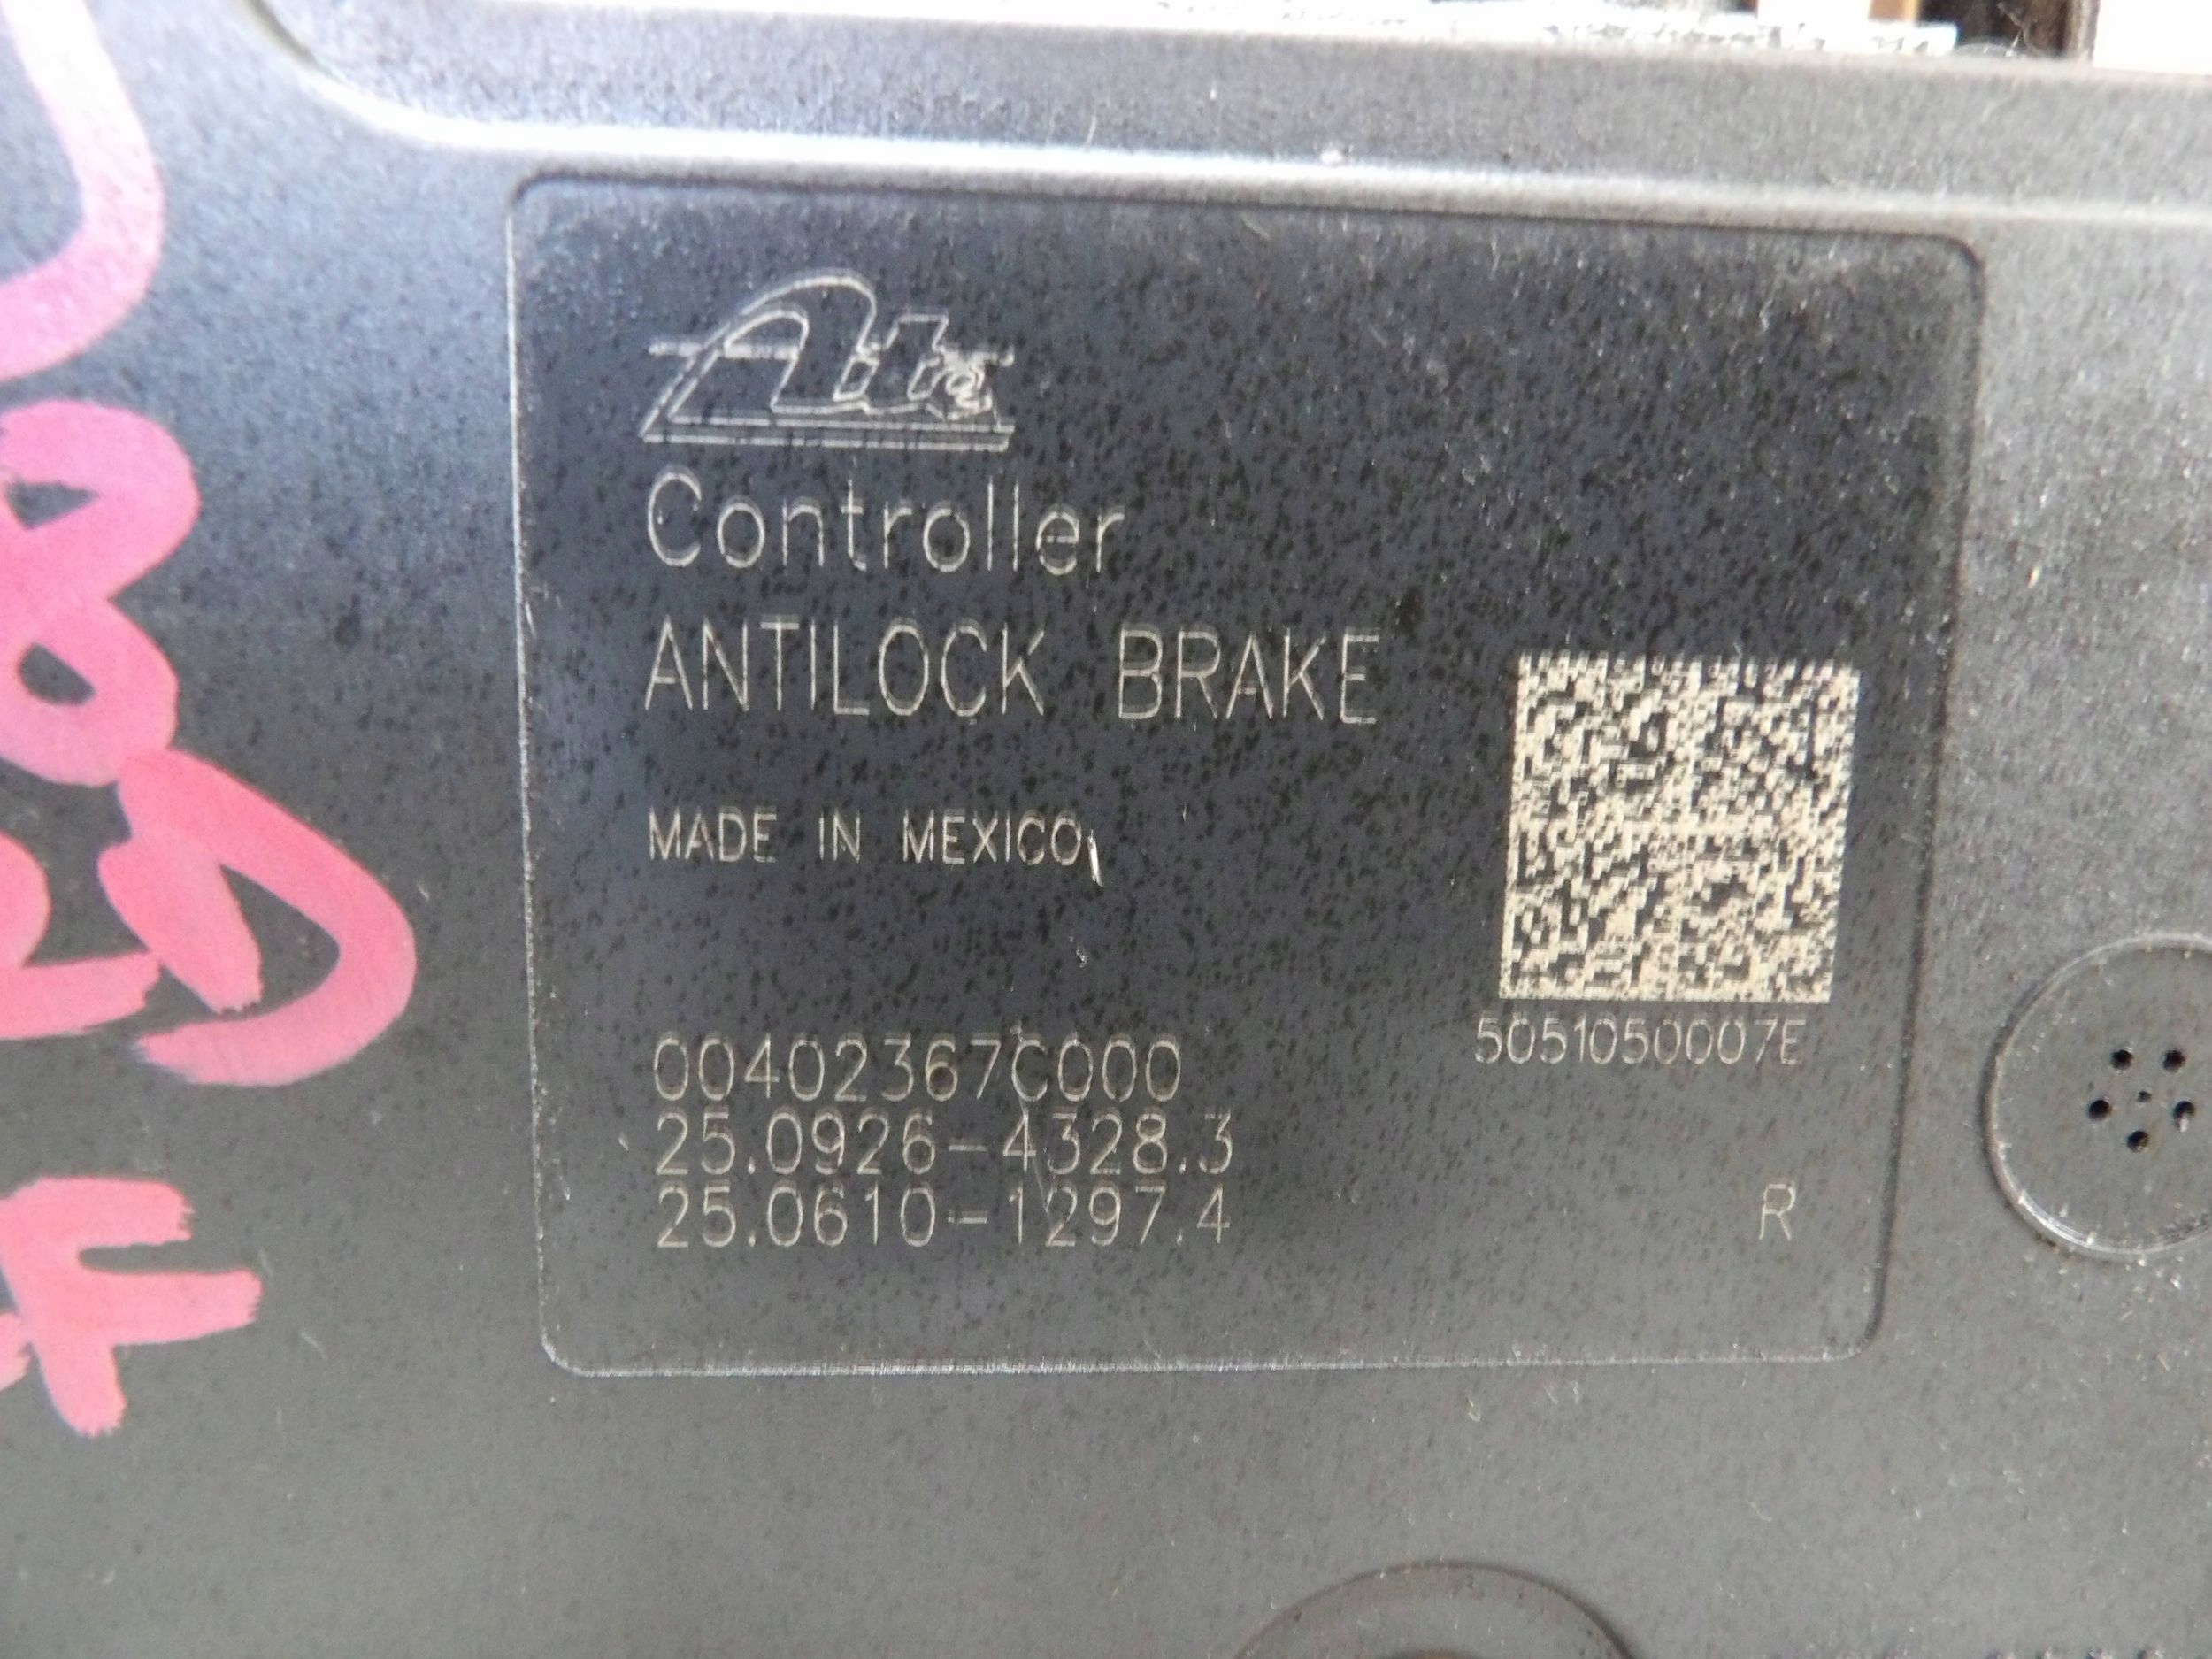 Ate
Controller
ANTILOCK BRAKE
MADE IN MEXICO
5051050007E
00402367C000
25.0926-4328.3
25.0610-1297.4
R